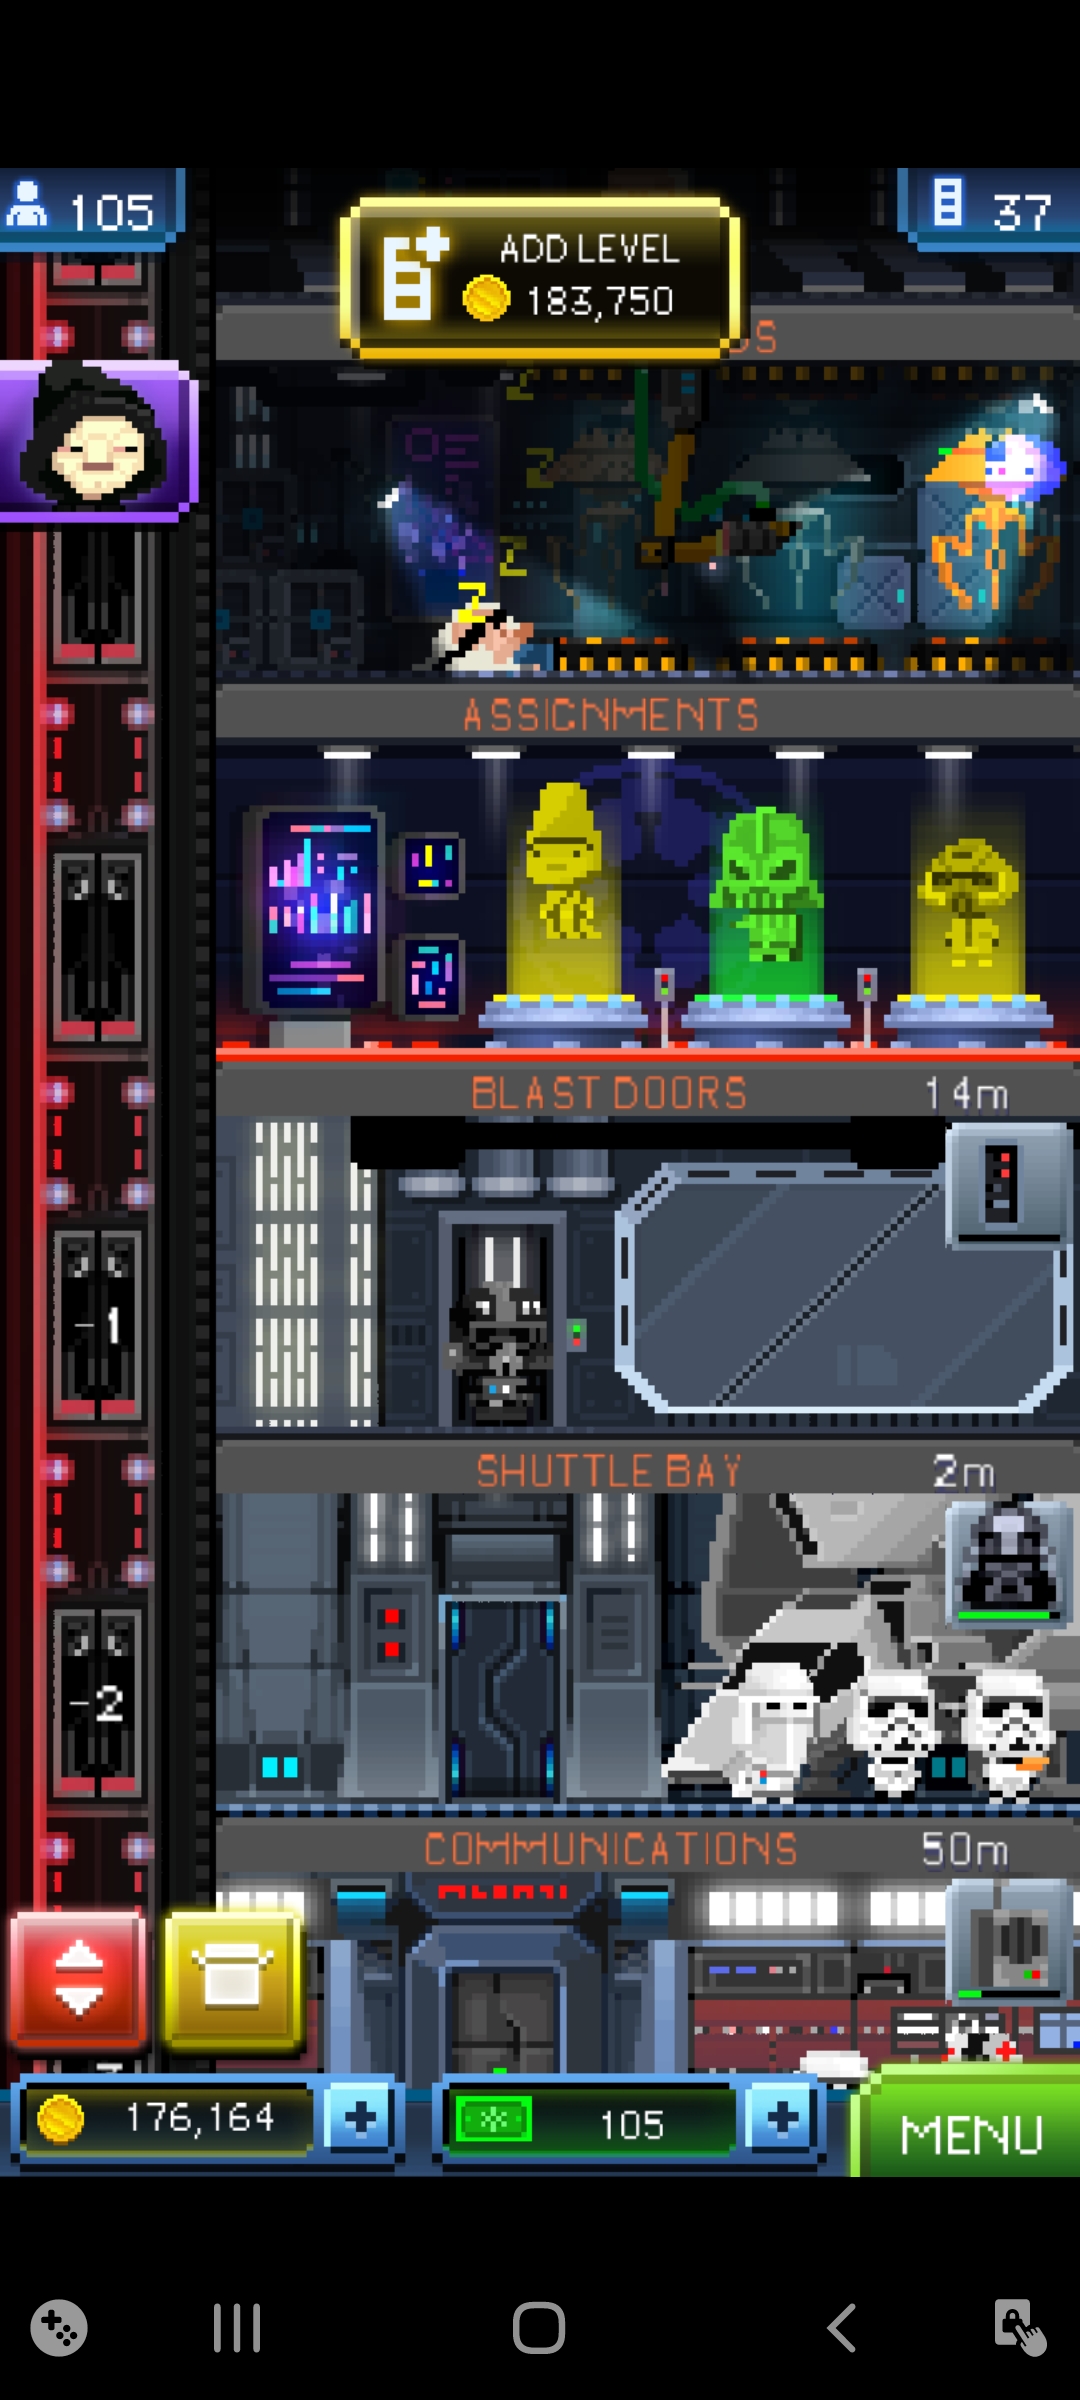 105
37
ADD LEVEL
183,750
Z
Z
Z
Z
ASSIGNMENTS
BLAST DOORS 14m
-1
SHUTTLE BAY 2m
-2
COMMUNICATIONS 50m
176,164
105
MENU